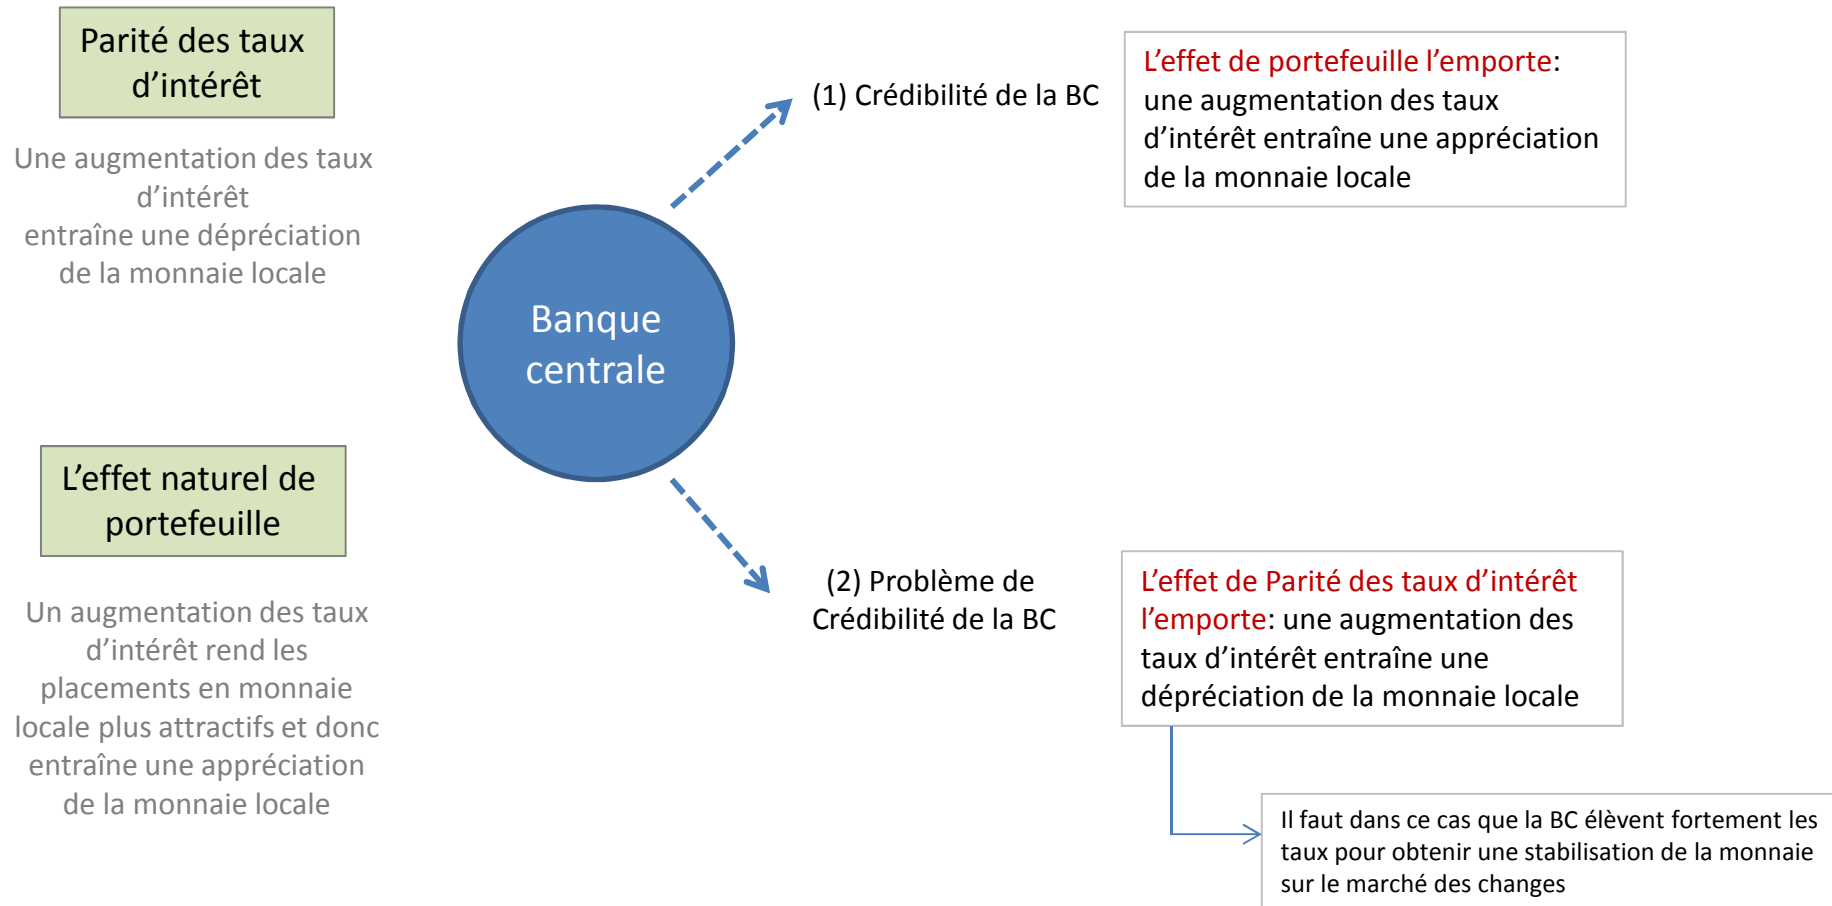 Parité des taux
d’intérêt
Une augmentation des taux
d’intérêt
entraîne une dépréciation
de la monnaie locale
L’effet naturel de
portefeuille
Un augmentation des taux
d’intérêt rend les
placements en monnaie
locale plus attractifs et donc
entraîne une appréciation
de la monnaie locale
Banque
centrale
(1) Crédibilité de la BC
L’effet de portefeuille l’emporte:
une augmentation des taux
d’intérêt entraîne une appréciation
de la monnaie locale
(2) Problème de
Crédibilité de la BC
L’effet de Parité des taux d’intérêt
l’emporte: une augmentation des
taux d’intérêt entraîne une
dépréciation de la monnaie locale
Il faut dans ce cas que la BC élèvent fortement les
taux pour obtenir une stabilisation de la monnaie
sur le marché des changes